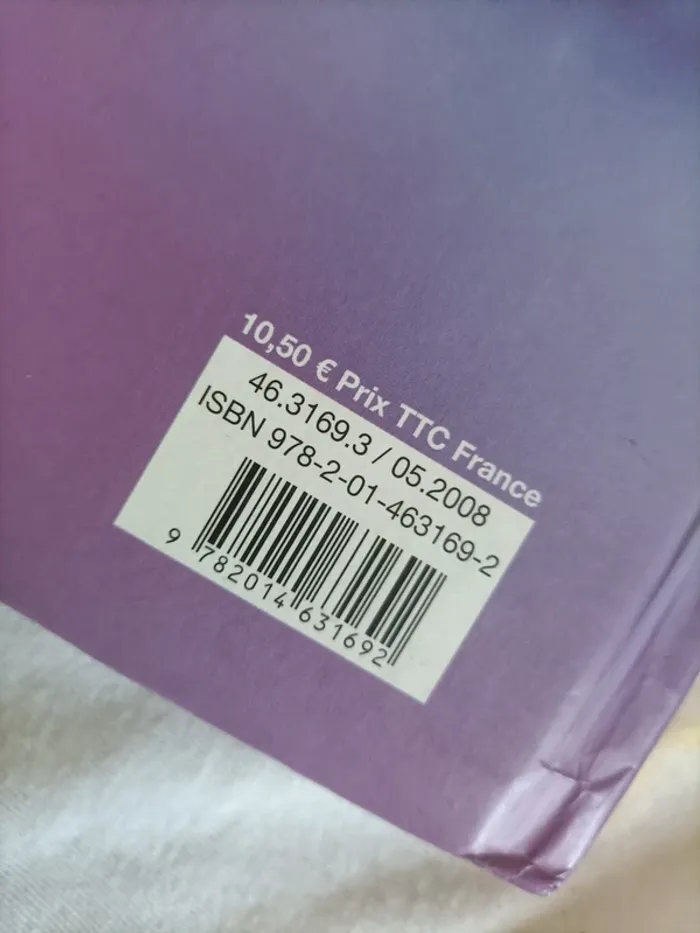 10,50 € Prix TTC France
46.3169.3 / 05.2008
ISBN 978-2-01-463169-2
9 782014 631692